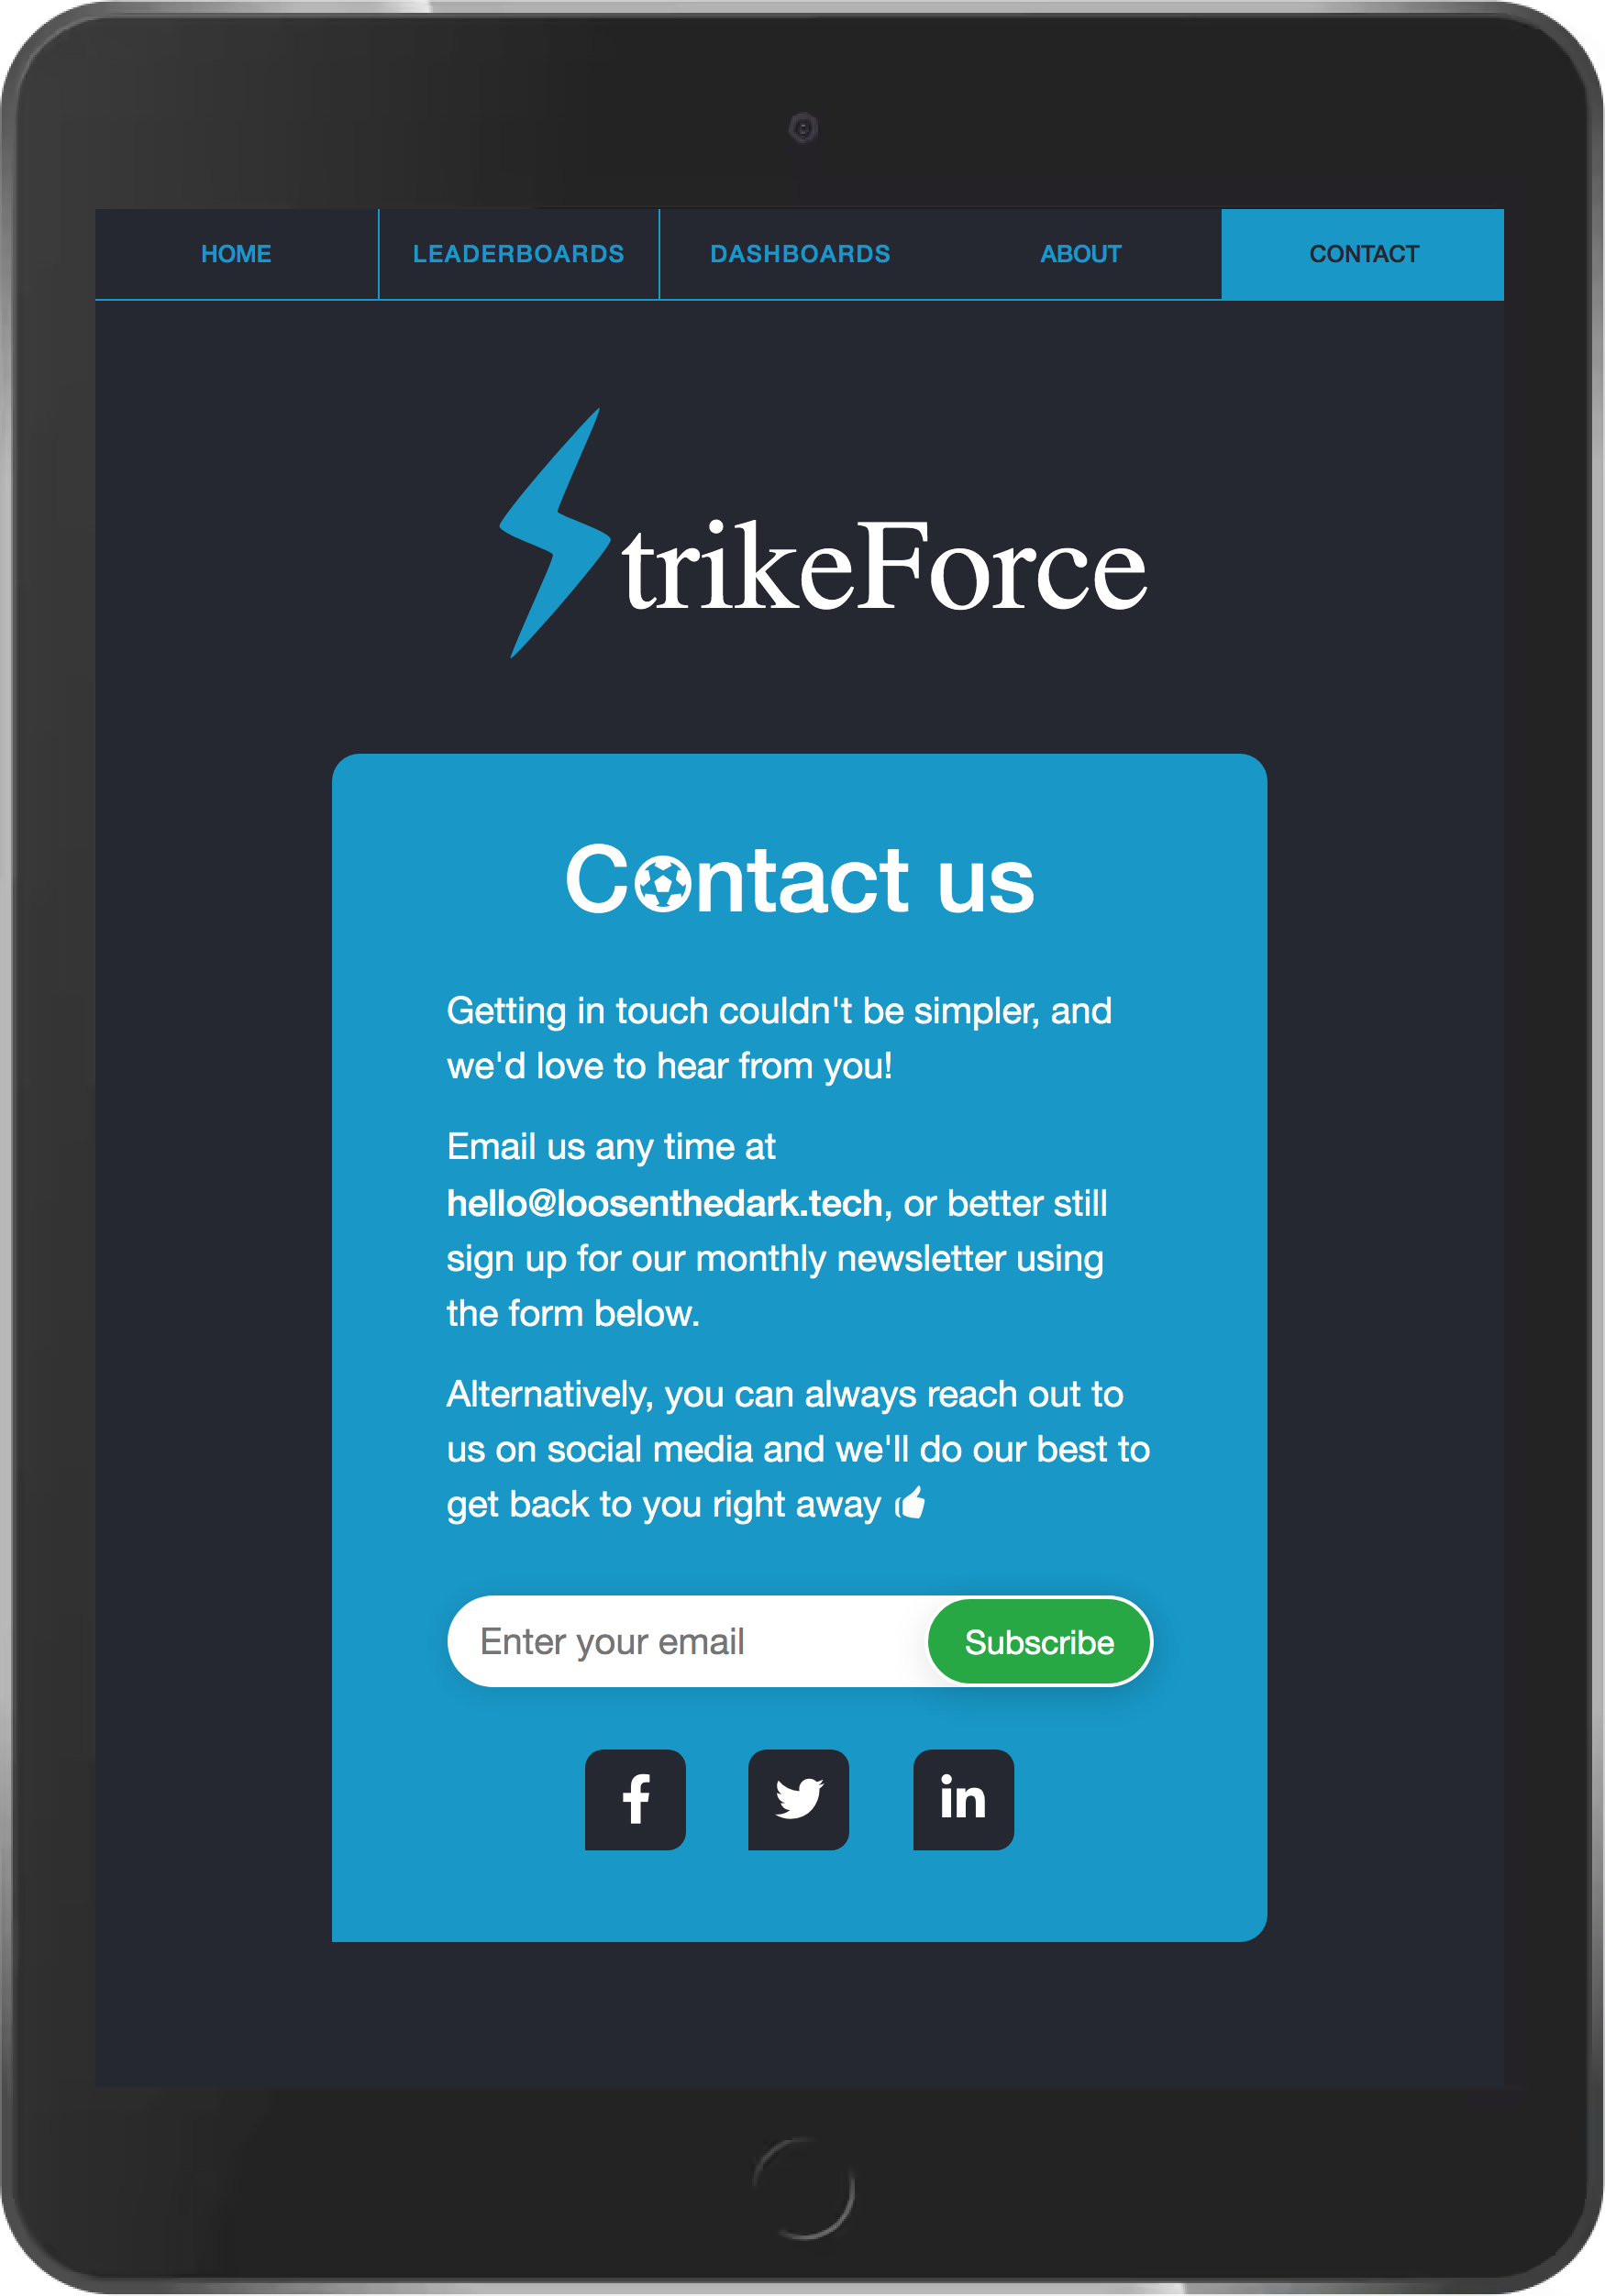 HOME LEADERBOARDS DASHBOARDS ABOUT CONTACT
trikeForce
Contact us
Getting in touch couldn't be simpler, and
we'd love to hear from you!
Email us any time at
hello@loosenthedark.tech, or better still
sign up for our monthly newsletter using
the form below.
Alternatively, you can always reach out to
us on social media and we'll do our best to
get back to you right away
Enter your email Subscribe
f in